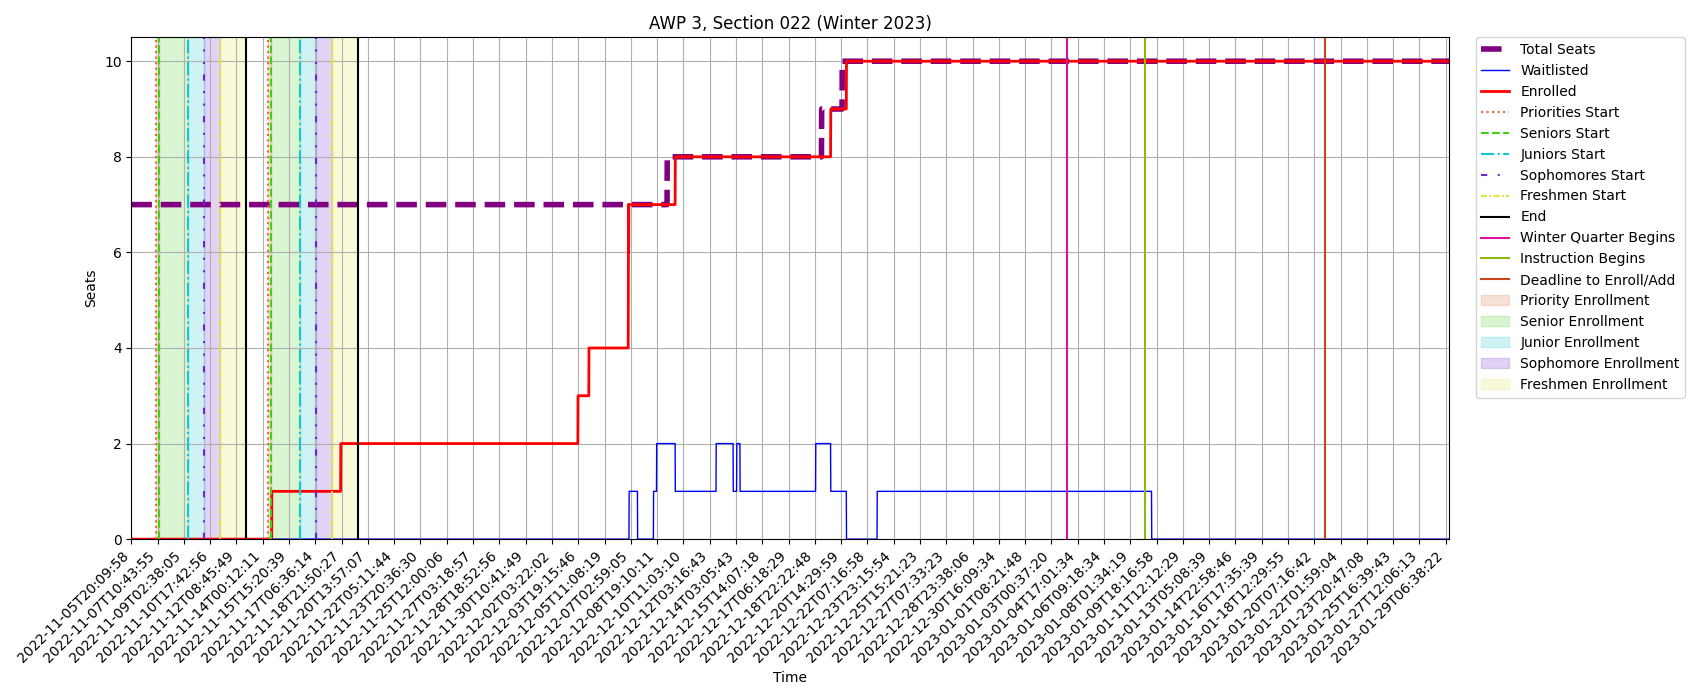 AWP 3, Section 022 (Winter 2023)
Seats
10
8
6
4
2
0
2022-11-05T20:09:58
2022-11-07T10:43:55
2022-11-09T02:38:05
2022-11-10T17:42:56
2022-11-12T08:45:49
2022-11-14T00:12:11
2022-11-15T15:20:39
2022-11-17T06:36:14
2022-11-18T21:50:27
2022-11-20T13:57:07
2022-11-22T05:11:44
2022-11-23T20:36:30
2022-11-25T12:00:06
2022-11-27T03:18:57
2022-11-28T18:52:56
2022-11-30T10:41:49
2022-12-02T03:22:02
2022-12-03T19:15:46
2022-12-05T11:08:19
2022-12-07T02:59:05
2022-12-08T19:10:11
2022-12-10T11:03:10
2022-12-12T03:16:43
2022-12-14T03:05:43
2022-12-15T14:07:18
2022-12-17T06:18:29
2022-12-18T22:22:48
2022-12-20T14:29:59
2022-12-22T07:16:58
2022-12-23T23:15:54
2022-12-25T15:21:23
2022-12-27T07:33:23
2022-12-28T23:38:06
2022-12-30T16:09:34
2023-01-01T08:21:48
2023-01-03T00:37:20
2023-01-04T17:01:34
2023-01-06T09:18:34
2023-01-08T01:34:19
2023-01-09T18:16:58
2023-01-11T12:12:29
2023-01-13T05:08:39
2023-01-14T22:58:46
2023-01-16T17:35:39
2023-01-18T12:29:55
2023-01-20T07:16:42
2023-01-22T01:59:04
2023-01-23T20:47:08
2023-01-25T16:39:43
2023-01-27T12:06:13
2023-01-29T06:38:22
Time
Total Seats
Waitlisted
Enrolled
Priorities Start
Seniors Start
Juniors Start
Sophomores Start
Freshmen Start
End
Winter Quarter Begins
Instruction Begins
Deadline to Enroll/Add
Priority Enrollment
Senior Enrollment
Junior Enrollment
Sophomore Enrollment
Freshmen Enrollment